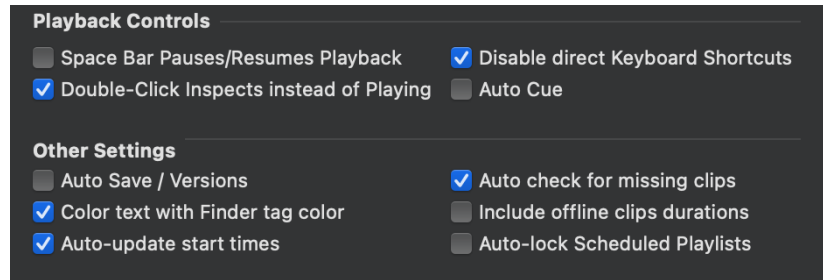 Playback Controls
Space Bar Pauses/Resumes Playback
Disable direct Keyboard Shortcuts
Double-Click Inspects instead of Playing
Auto Cue
Other Settings
Auto Save / Versions
Auto check for missing clips
Color text with Finder tag color
Include offline clips durations
Auto-update start times
Auto-lock Scheduled Playlists